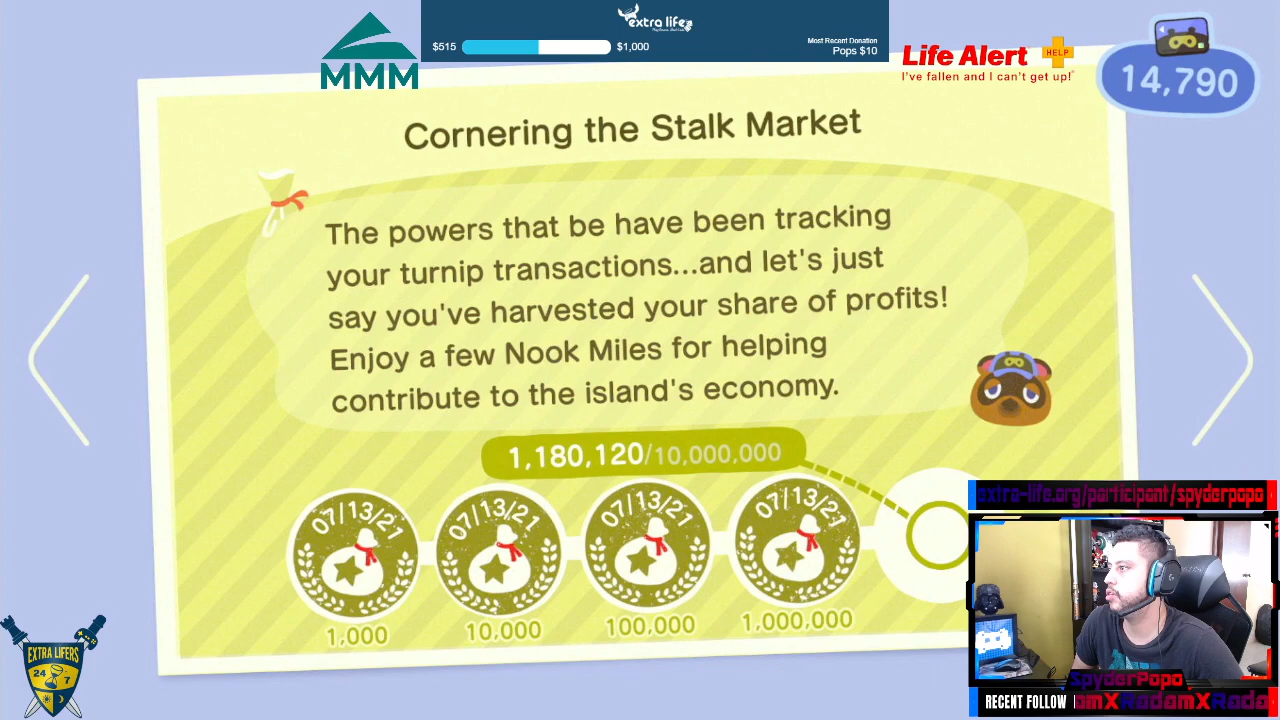 extra life
$515
$1,000
Most Recent Donation
Pops $10
MMM
Life Alert
HELP
I've fallen and I can't get up!
14,790
Cornering the Stalk Market
The powers that be have been tracking
your turnip transactions...and let's just
say you've harvested your share of profits!
Enjoy a few Nook Miles for helping
contribute to the island's economy.
1,180,120/10,000,000
07/13/21
07/13/21
07/13/21
07/13/21
1,000
10,000
100,000
1,000,000
extra-life.org/participant/spyderpopo
EXTRA LIFERS
24 7
SpyderPopo
RECENT FOLLOW
amXRadamXRada